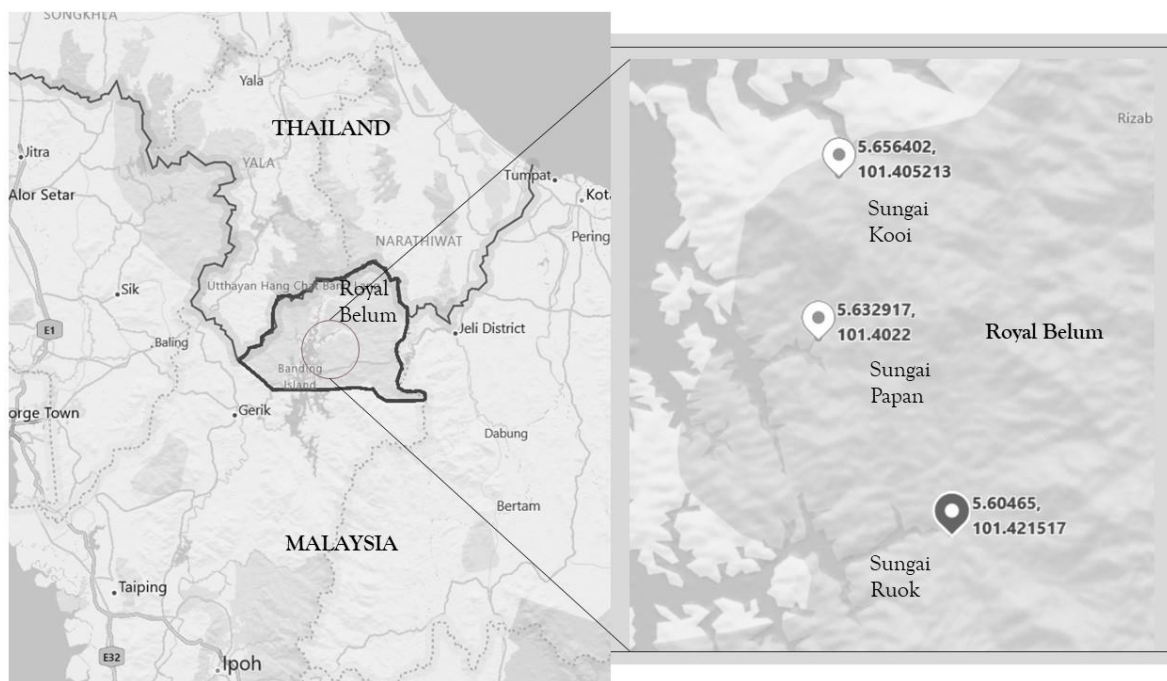 SONGKHLA
Yala
THAILAND
YALA
Jitra
Alor Setar
Tumpat
Kota
Pering
NARATHIWAT
Utthayan Hang Chat Bang Lang
Royal
Belum
Sik
Jeli District
E1
Baling
Banding
Island
orge Town
Gerik
Dabung
Bertam
MALAYSIA
Taiping
E32
Ipoh
Rizab
5.656402,
101.405213
Sungai
Kooi
5.632917,
101.4022
Royal Belum
Sungai
Papan
5.60465,
101.421517
Sungai
Ruok